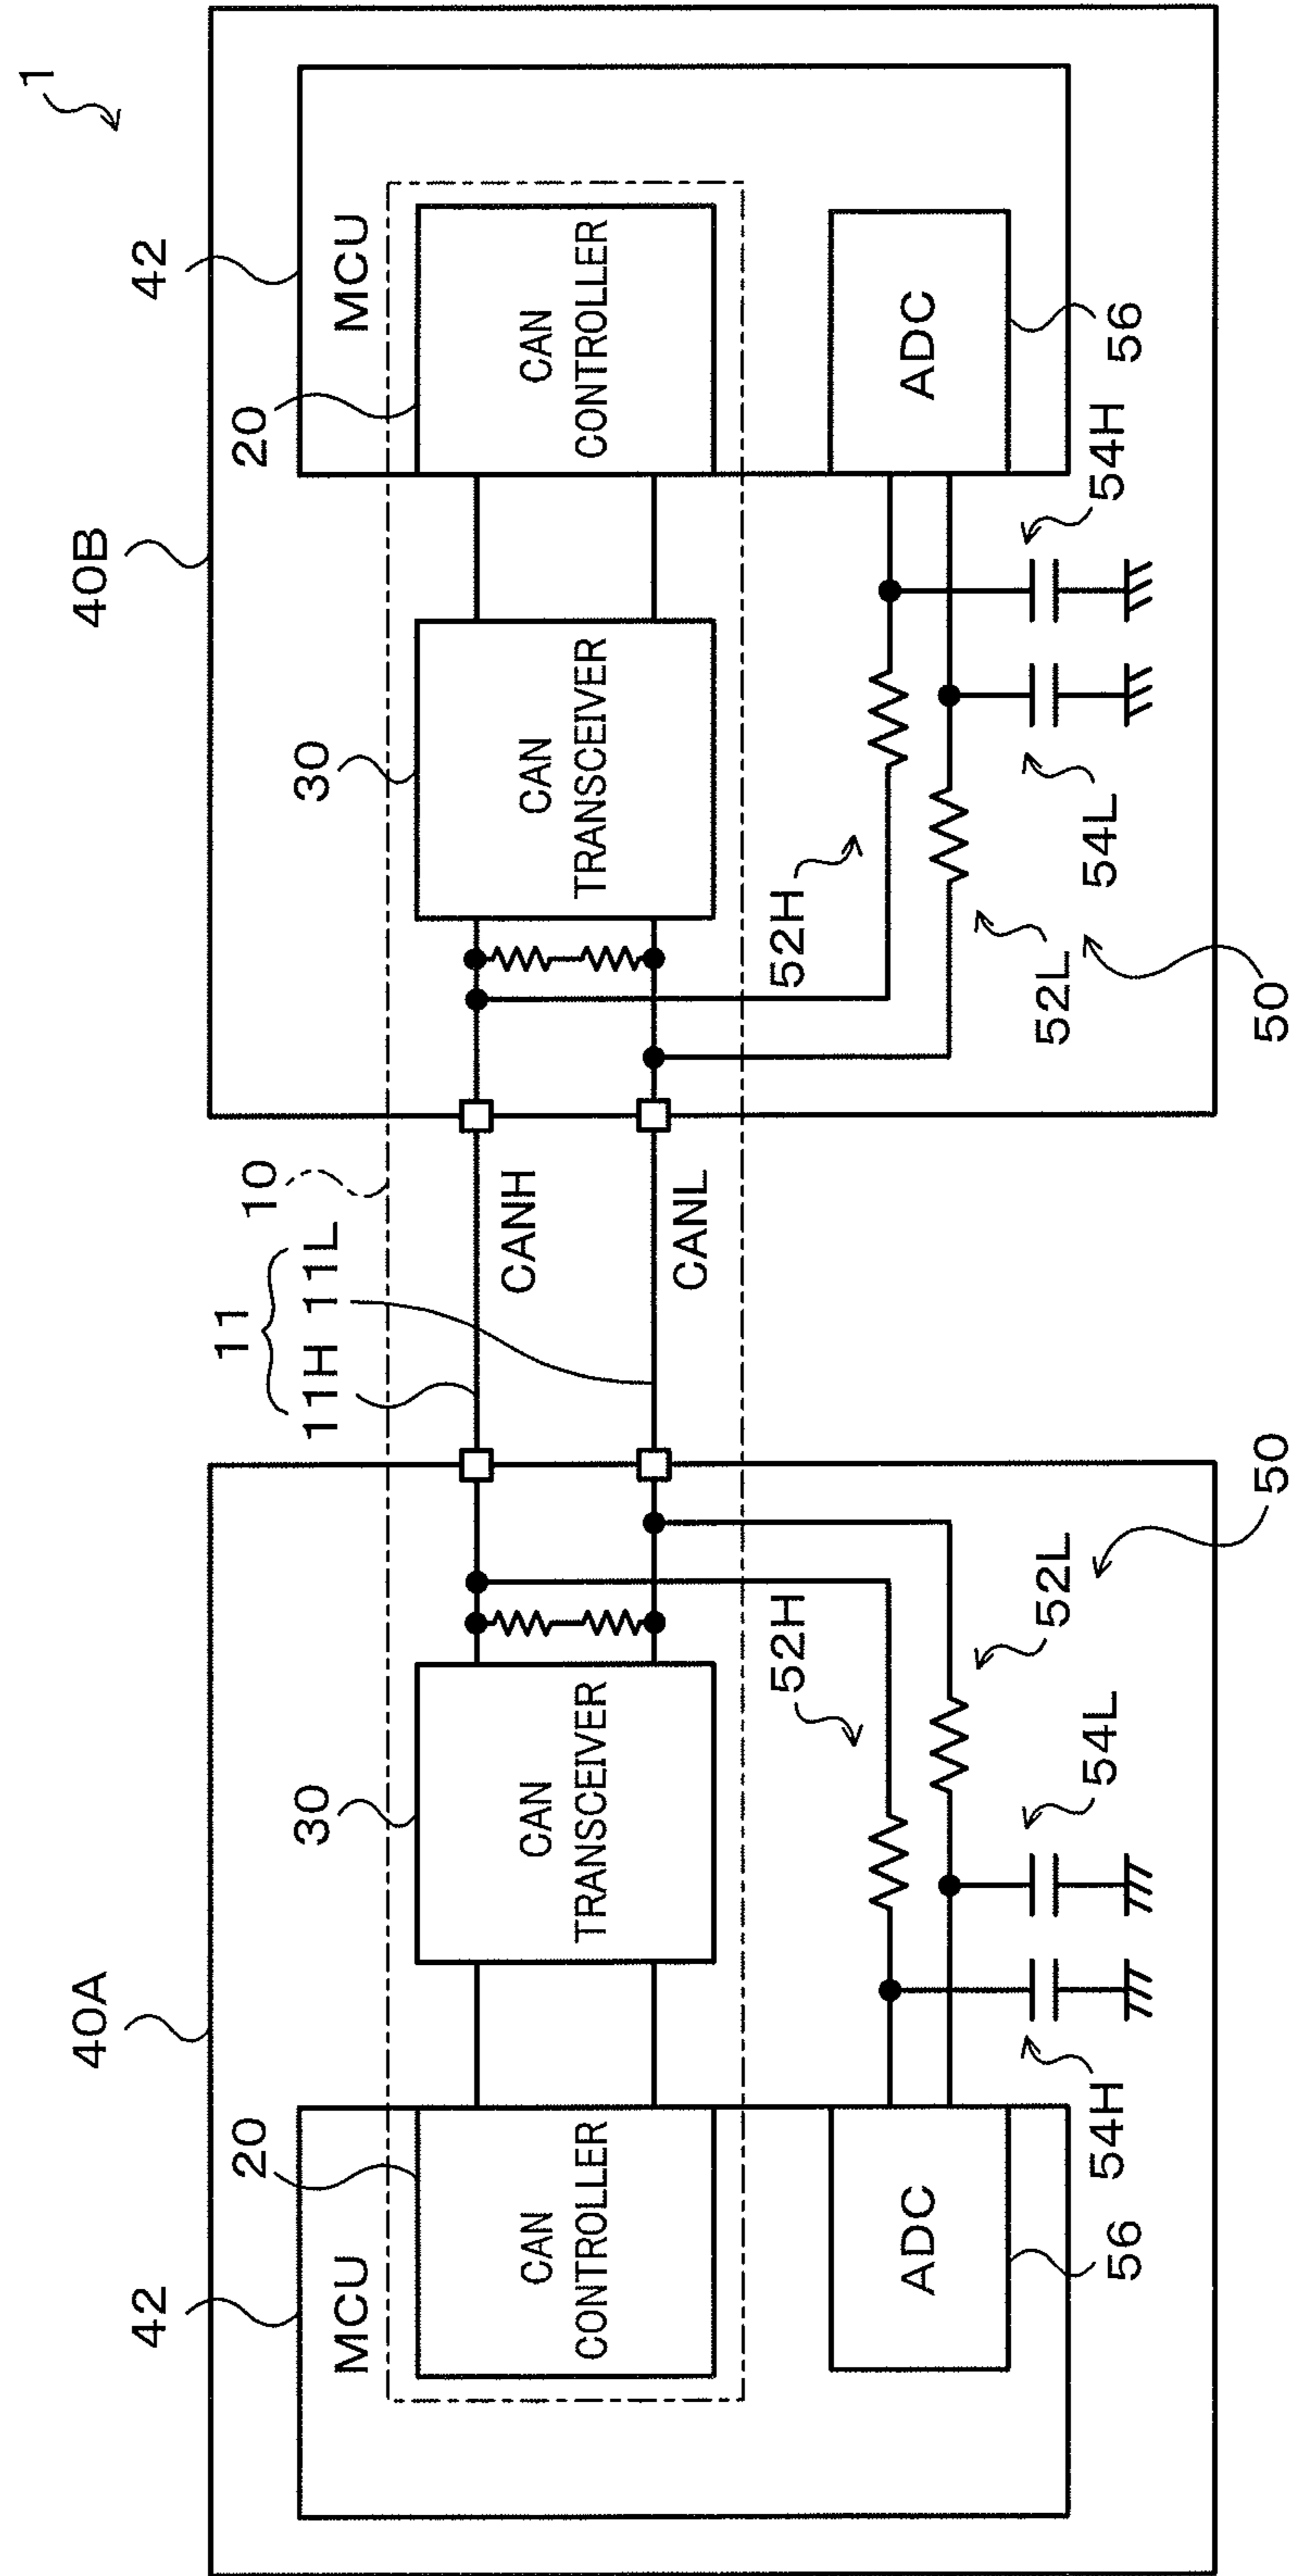 1
40A
42
MCU
20
CAN
CONTROLLER
30
CAN
TRANSCEIVER
ADC
56
54H
54L
52H
52L
50
11
11H 11L
10
CANH
CANL
40B
42
MCU
20
CAN
CONTROLLER
30
CAN
TRANSCEIVER
ADC
56
54H
54L
52H
52L
50